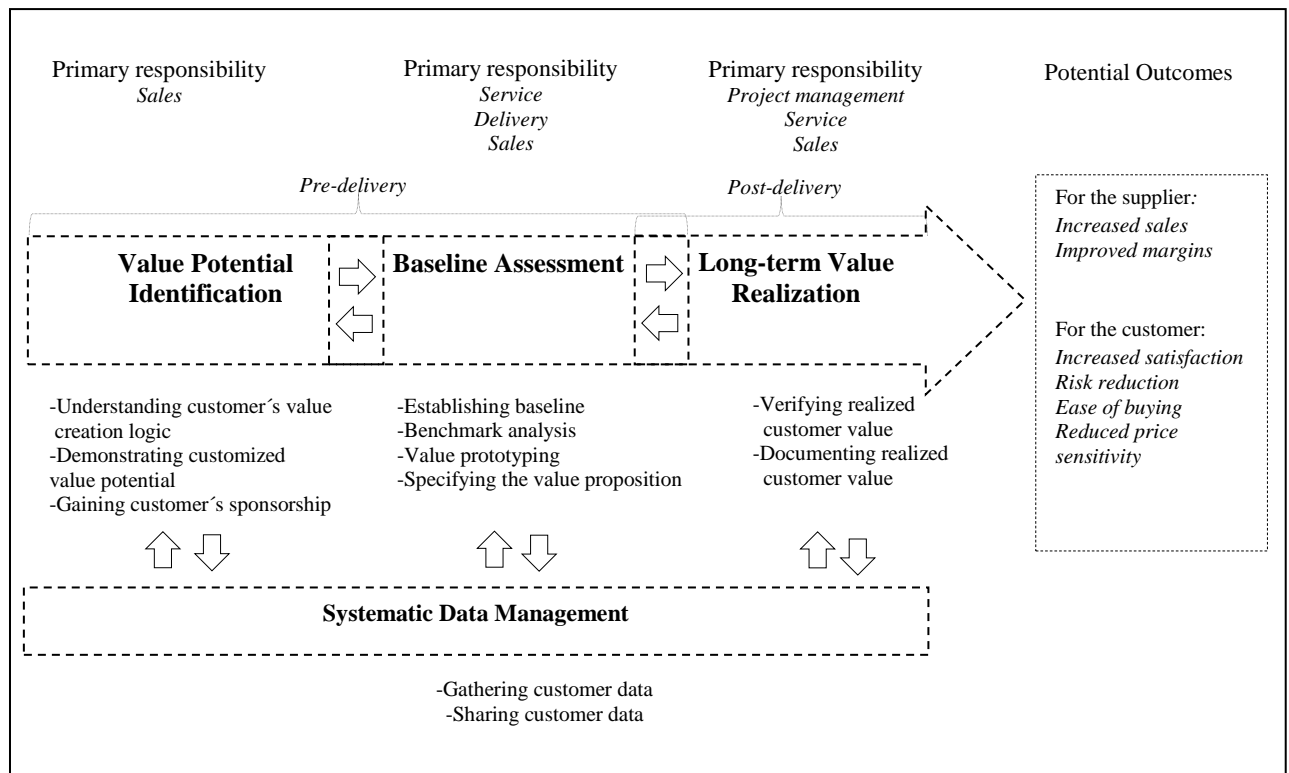 Primary responsibility
Sales
Primary responsibility
Service
Delivery
Sales
Primary responsibility
Project management
Service
Sales
Potential Outcomes
Pre-delivery
Post-delivery
Value Potential
Identification
Baseline Assessment
Long-term Value
Realization
For the supplier:
Increased sales
Improved margins
For the customer:
Increased satisfaction
Risk reduction
Ease of buying
Reduced price
sensitivity
-Understanding customer´s value
creation logic
-Demonstrating customized
value potential
-Gaining customer´s sponsorship
-Establishing baseline
-Benchmark analysis
-Value prototyping
-Specifying the value proposition
-Verifying realized
customer value
-Documenting realized
customer value
Systematic Data Management
-Gathering customer data
-Sharing customer data